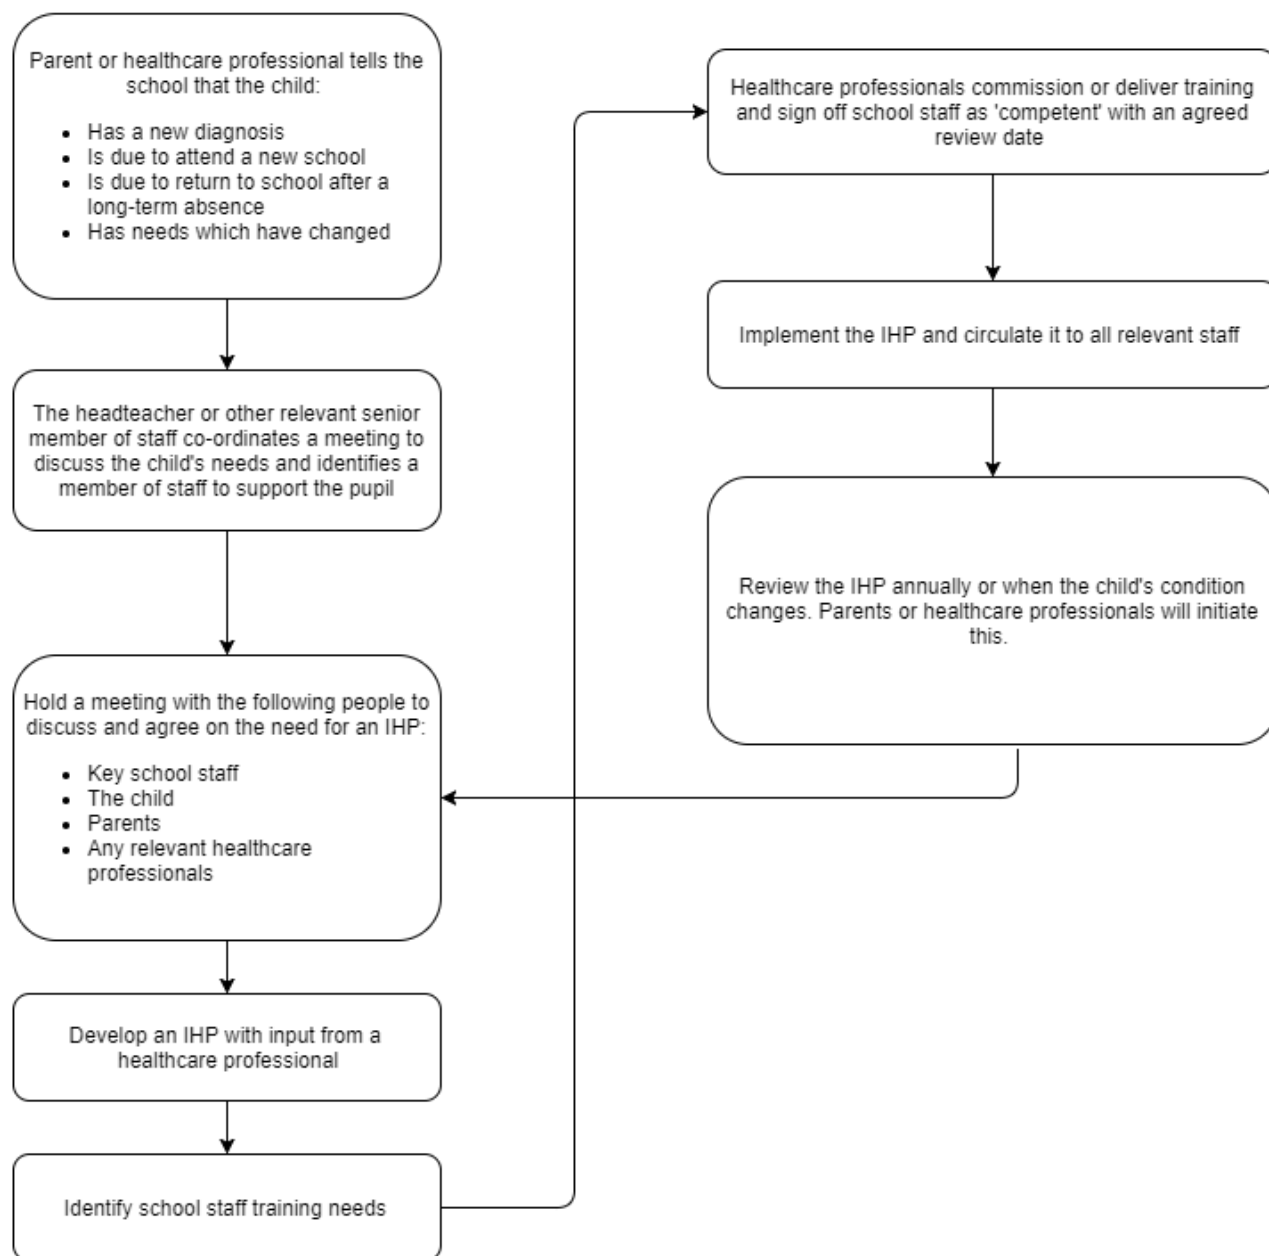 Parent or healthcare professional tells the
school that the child:
• Has a new diagnosis
• Is due to attend a new school
• Is due to return to school after a
long-term absence
• Has needs which have changed
The headteacher or other relevant senior
member of staff co-ordinates a meeting to
discuss the child's needs and identifies a
member of staff to support the pupil
Hold a meeting with the following people to
discuss and agree on the need for an IHP:
• Key school staff
• The child
• Parents
• Any relevant healthcare
professionals
Develop an IHP with input from a
healthcare professional
Identify school staff training needs
Healthcare professionals commission or deliver training
and sign off school staff as 'competent' with an agreed
review date
Implement the IHP and circulate it to all relevant staff
Review the IHP annually or when the child's condition
changes. Parents or healthcare professionals will initiate
this.